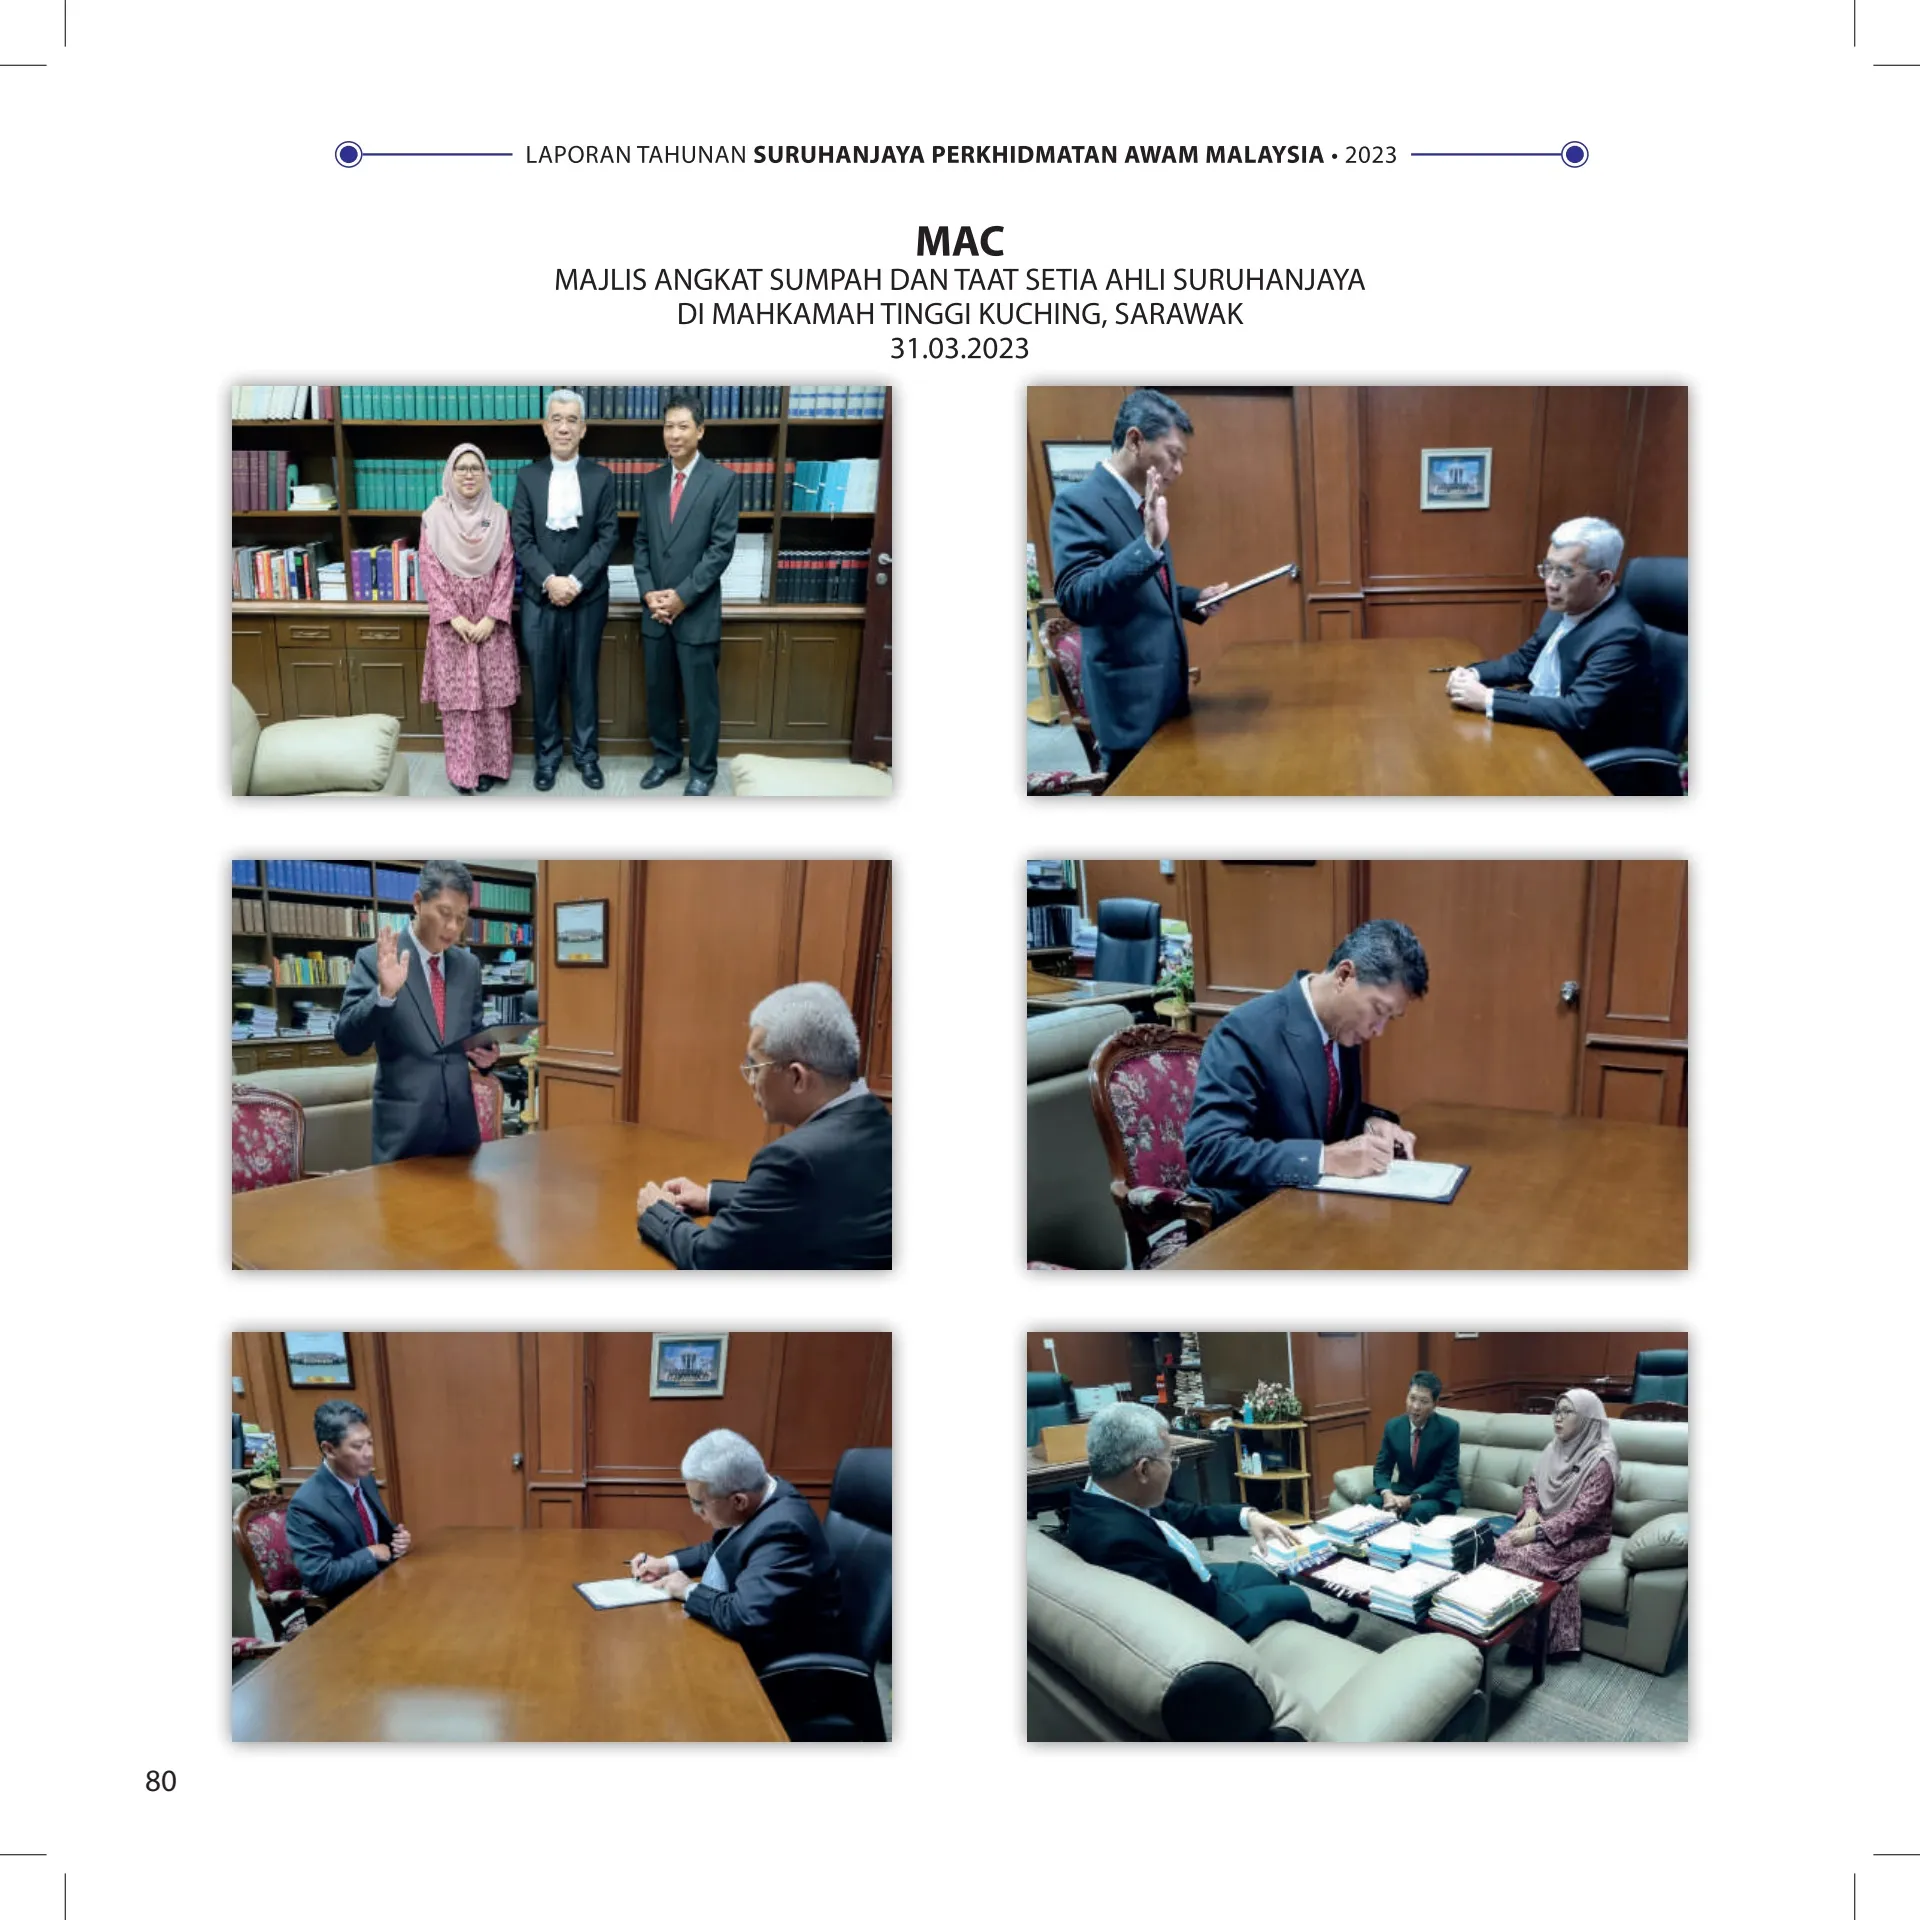 LAPORAN TAHUNAN SURUHANJAYA PERKHIDMATAN AWAM MALAYSIA • 2023
MAC
MAJLIS ANGKAT SUMPAH DAN TAAT SETIA AHLI SURUHANJAYA
DI MAHKAMAH TINGGI KUCHING, SARAWAK
31.03.2023
80